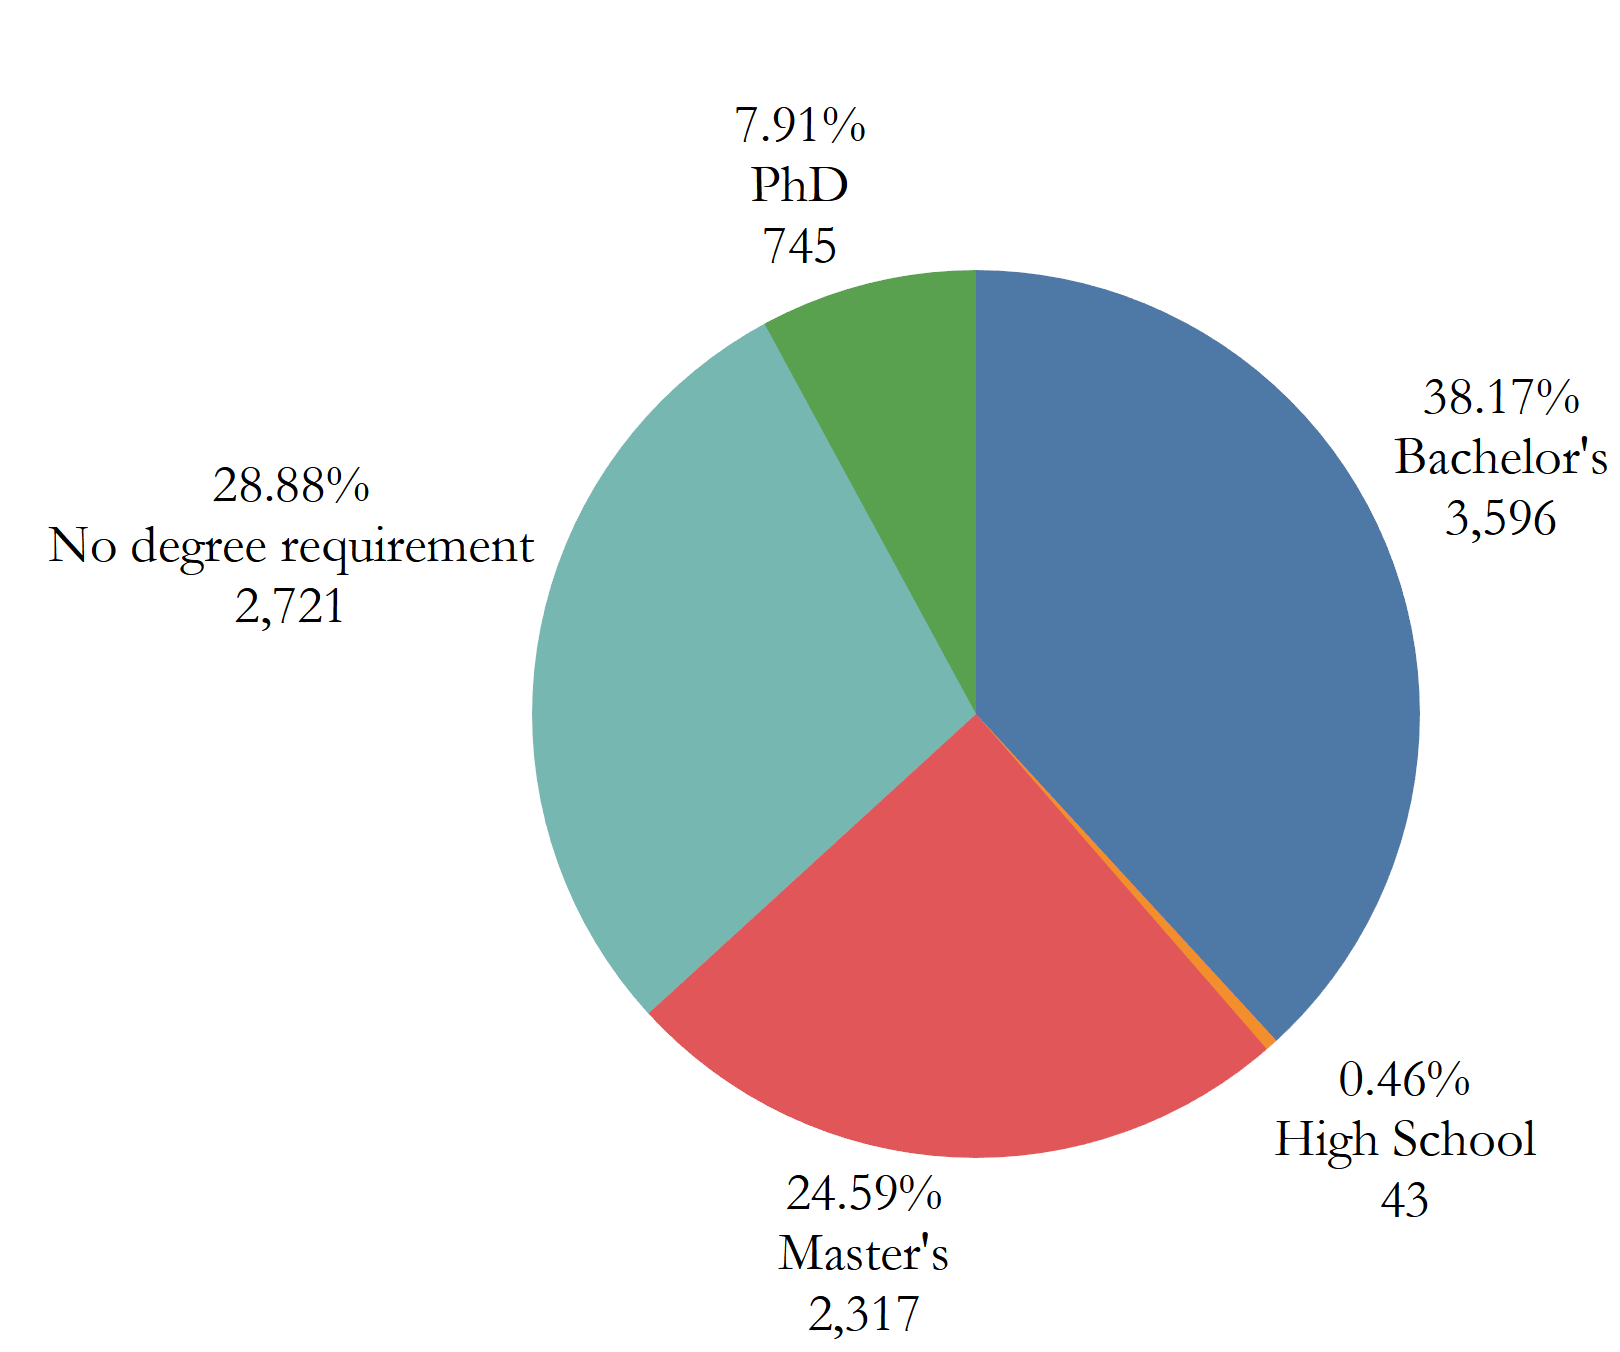 7.91%
PhD
745
38.17%
Bachelor's
3,596
28.88%
No degree requirement
2,721
0.46%
High School
43
24.59%
Master's
2,317